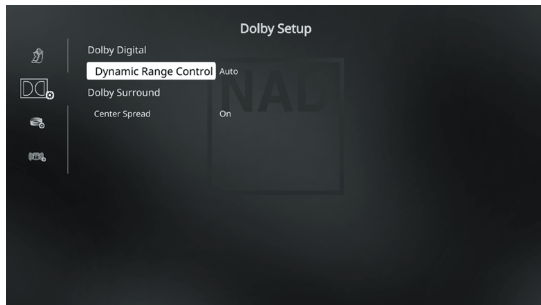 Dolby Setup
Dolby Digital
Dynamic Range Control Auto
Dolby Surround
Center Spread On
NAD